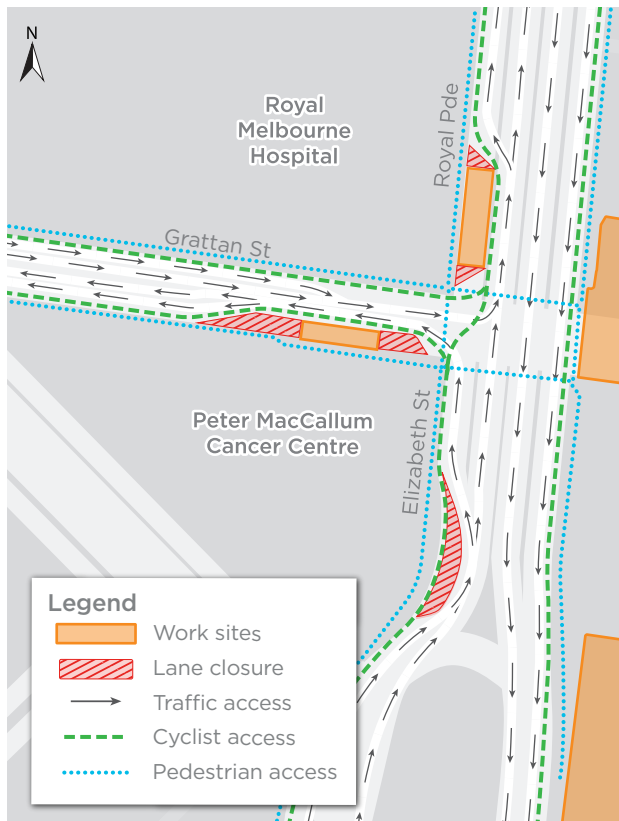 N
Royal
Melbourne
Hospital
Royal Pde
Grattan St
Peter MacCallum
Cancer Centre
Elizabeth St
Legend
Work sites
Lane closure
Traffic access
Cyclist access
Pedestrian access